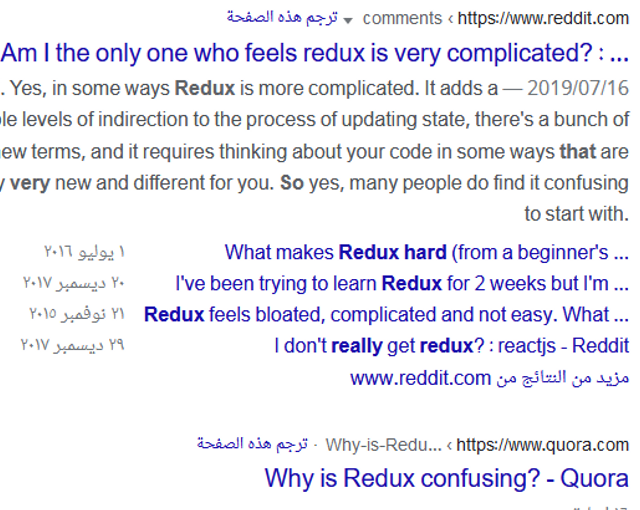 https://www.reddit.com › comments ▾ ترجم هذه الصفحة
Am I the only one who feels redux is very complicated? : ...
2019/07/16 — . Yes, in some ways Redux is more complicated. It adds a
levels of indirection to the process of updating state, there's a bunch of
terms, and it requires thinking about your code in some ways that are
very new and different for you. So yes, many people do find it confusing
to start with.
What makes Redux hard (from a beginner's ... ١ يوليو ٢٠١٦
I've been trying to learn Redux for 2 weeks but I'm ... ٢٠ ديسمبر ٢٠١٧
Redux feels bloated, complicated and not easy. What ... ٢١ نوفمبر ٢٠١٥
I don't really get redux? : reactjs - Reddit ٢٩ ديسمبر ٢٠١٧
مزيد من النتائج من www.reddit.com
https://www.quora.com › Why-is-Redu... · ترجم هذه الصفحة
Why is Redux confusing? - Quora